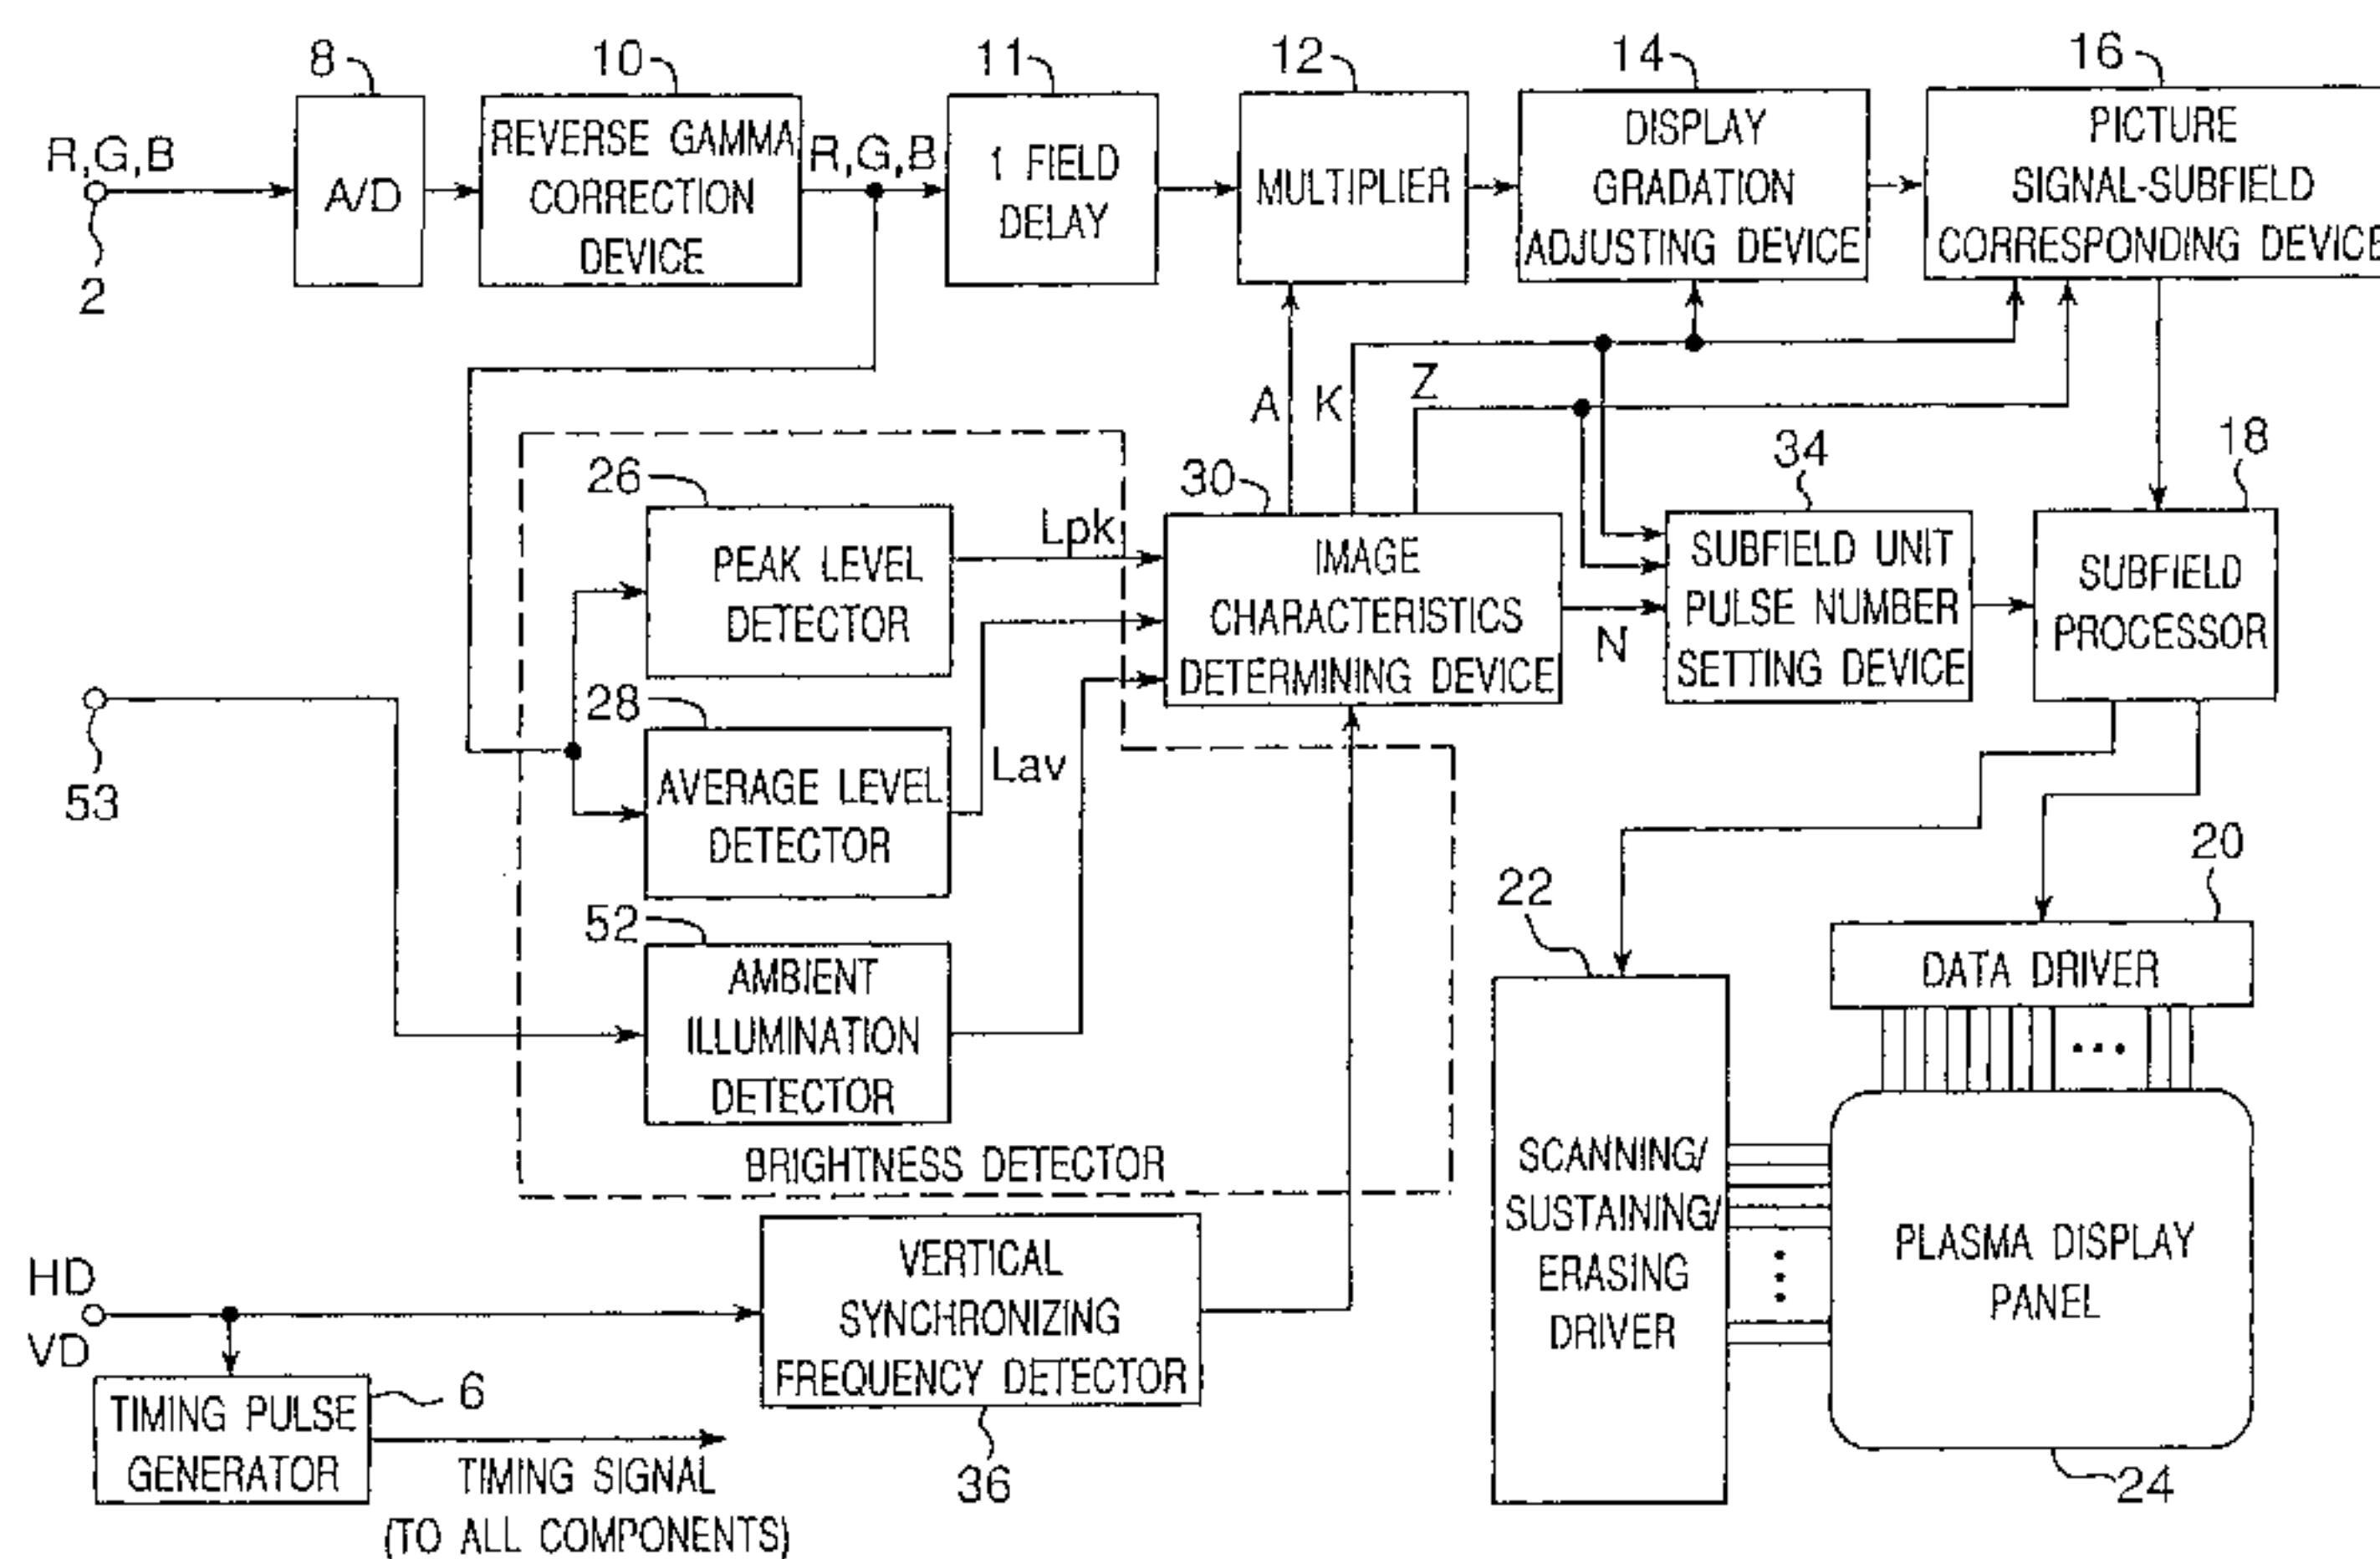 8
10
11
12
14
16
R,G,B
2
A/D
REVERSE GAMMA
CORRECTION
DEVICE
R,G,B
1 FIELD
DELAY
MULTIPLIER
DISPLAY
GRADATION
ADJUSTING DEVICE
PICTURE
SIGNAL-SUBFIELD
CORRESPONDING DEVICE
A
K
Z
26
PEAK LEVEL
DETECTOR
Lpk
30
IMAGE
CHARACTERISTICS
DETERMINING DEVICE
N
34
SUBFIELD UNIT
PULSE NUMBER
SETTING DEVICE
18
SUBFIELD
PROCESSOR
53
28
AVERAGE LEVEL
DETECTOR
Lav
52
AMBIENT
ILLUMINATION
DETECTOR
BRIGHTNESS DETECTOR
22
SCANNING/
SUSTAINING/
ERASING
DRIVER
20
DATA DRIVER
PLASMA DISPLAY
PANEL
24
HD
VD
VERTICAL
SYNCHRONIZING
FREQUENCY DETECTOR
36
TIMING PULSE
GENERATOR
6
TIMING SIGNAL
(TO ALL COMPONENTS)